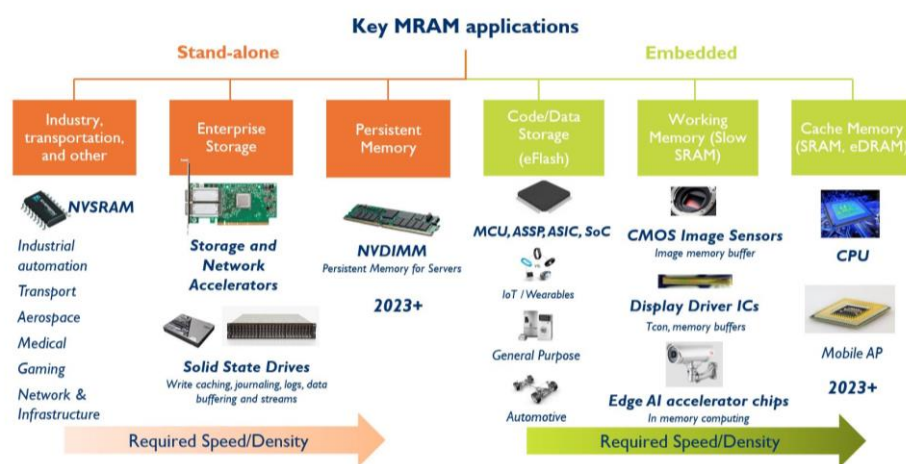 Key MRAM applications
Stand-alone
Embedded
Industry,
transportation,
and other
Enterprise
Storage
Persistent
Memory
Code/Data
Storage
(eFlash)
Working
Memory (Slow
SRAM)
Cache Memory
(SRAM, eDRAM)
NVSRAM
Industrial
automation
Transport
Aerospace
Medical
Gaming
Network &
Infrastructure
Storage and
Network
Accelerators
Solid State Drives
Write caching, journaling, logs, data
buffering and streams
NVDIMM
Persistent Memory for Servers
2023+
MCU, ASSP, ASIC, SoC
IoT / Wearables
General Purpose
Automotive
CMOS Image Sensors
Image memory buffer
Display Driver ICs
Tcon, memory buffers
Edge AI accelerator chips
In memory computing
CPU
Mobile AP
2023+
Required Speed/Density
Required Speed/Density